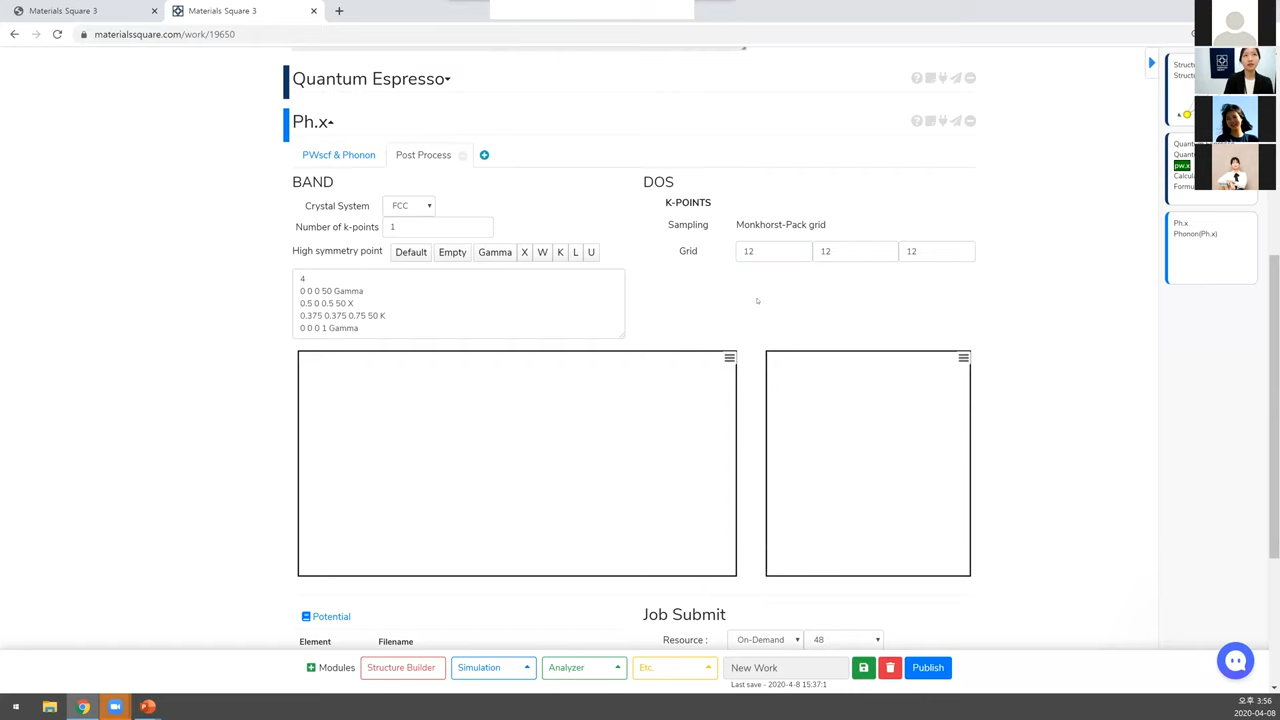 Materials Square 3
Materials Square 3
materialssquare.com/work/19650
Quantum Espresso
Ph.x
PWscf & Phonon
Post Process
BAND
Crystal System
FCC
Number of k-points
1
High symmetry point
Default
Empty
Gamma
X
W
K
L
U
4
0 0 0 50 Gamma
0.5 0 0.5 50 X
0.375 0.375 0.75 50 K
0 0 0 1 Gamma
DOS
K-POINTS
Sampling
Monkhorst-Pack grid
Grid
12
12
12
Potential
Element
Filename
Job Submit
Resource :
On-Demand
48
Modules
Structure Builder
Simulation
Analyzer
Etc.
New Work
Last save - 2020-4-8 15:37:1
Publish
pw.x
Ph.x
Phonon(Ph.x)
오후 3:56
2020-04-08